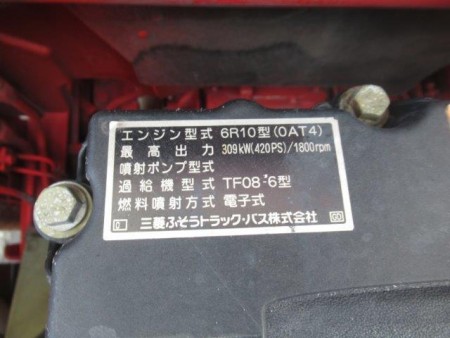 エンジン型式 6R10型(0AT4)
最高出力 309kW(420PS)/1800rpm
噴射ポンプ型式
過給機型式 TF08-6型
燃料噴射方式 電子式
三菱ふそうトラック・バス株式会社